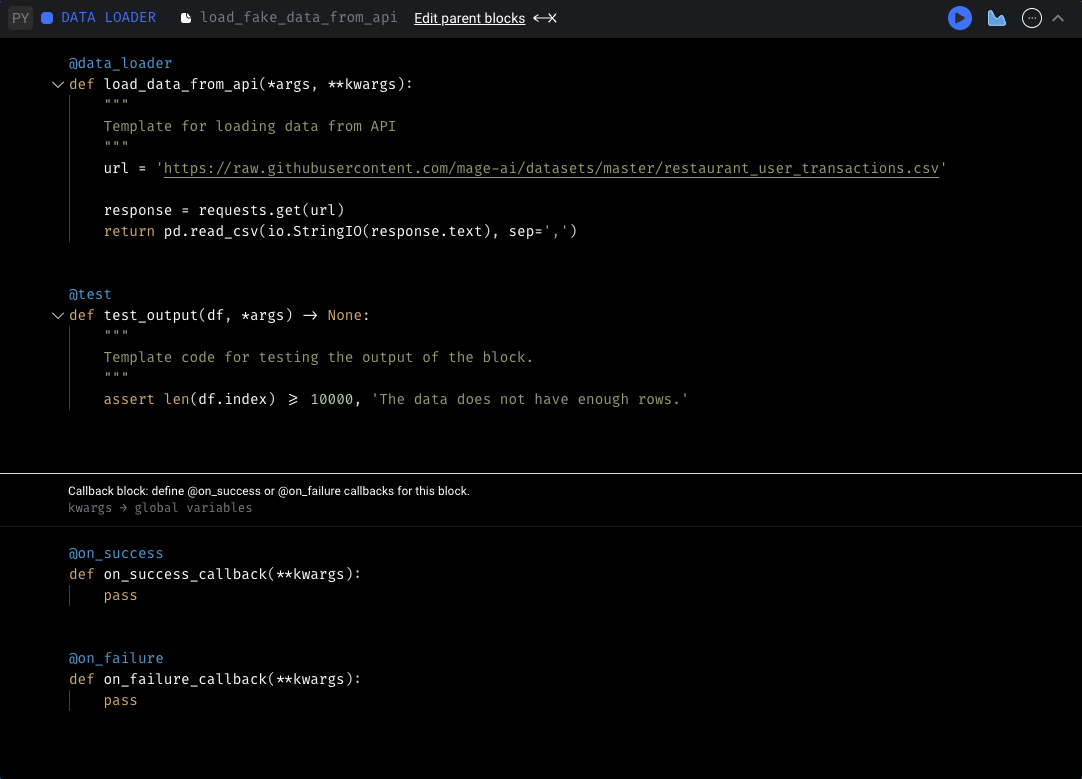 PY DATA LOADER load_fake_data_from_api Edit parent blocks
@data_loader
def load_data_from_api(*args, **kwargs):
"""
Template for loading data from API
"""
url = 'https://raw.githubusercontent.com/mage-ai/datasets/master/restaurant_user_transactions.csv'
response = requests.get(url)
return pd.read_csv(io.StringIO(response.text), sep=',')
@test
def test_output(df, *args) -> None:
"""
Template code for testing the output of the block.
"""
assert len(df.index) >= 10000, 'The data does not have enough rows.'
Callback block: define @on_success or @on_failure callbacks for this block.
kwargs → global variables
@on_success
def on_success_callback(**kwargs):
pass
@on_failure
def on_failure_callback(**kwargs):
pass